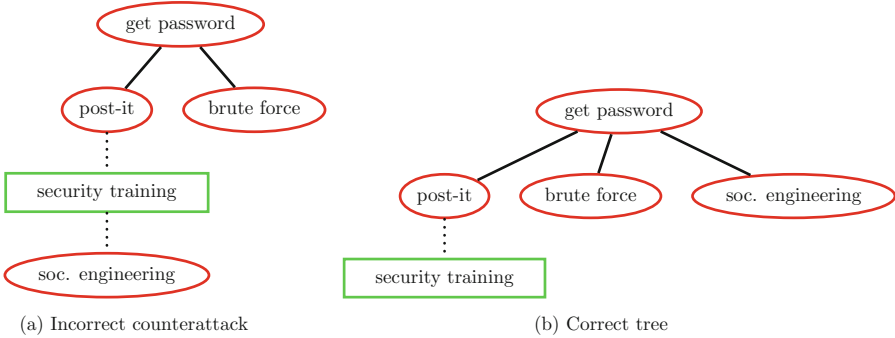 get password
post-it
brute force
security training
soc. engineering
(a) Incorrect counterattack
get password
post-it
brute force
soc. engineering
security training
(b) Correct tree